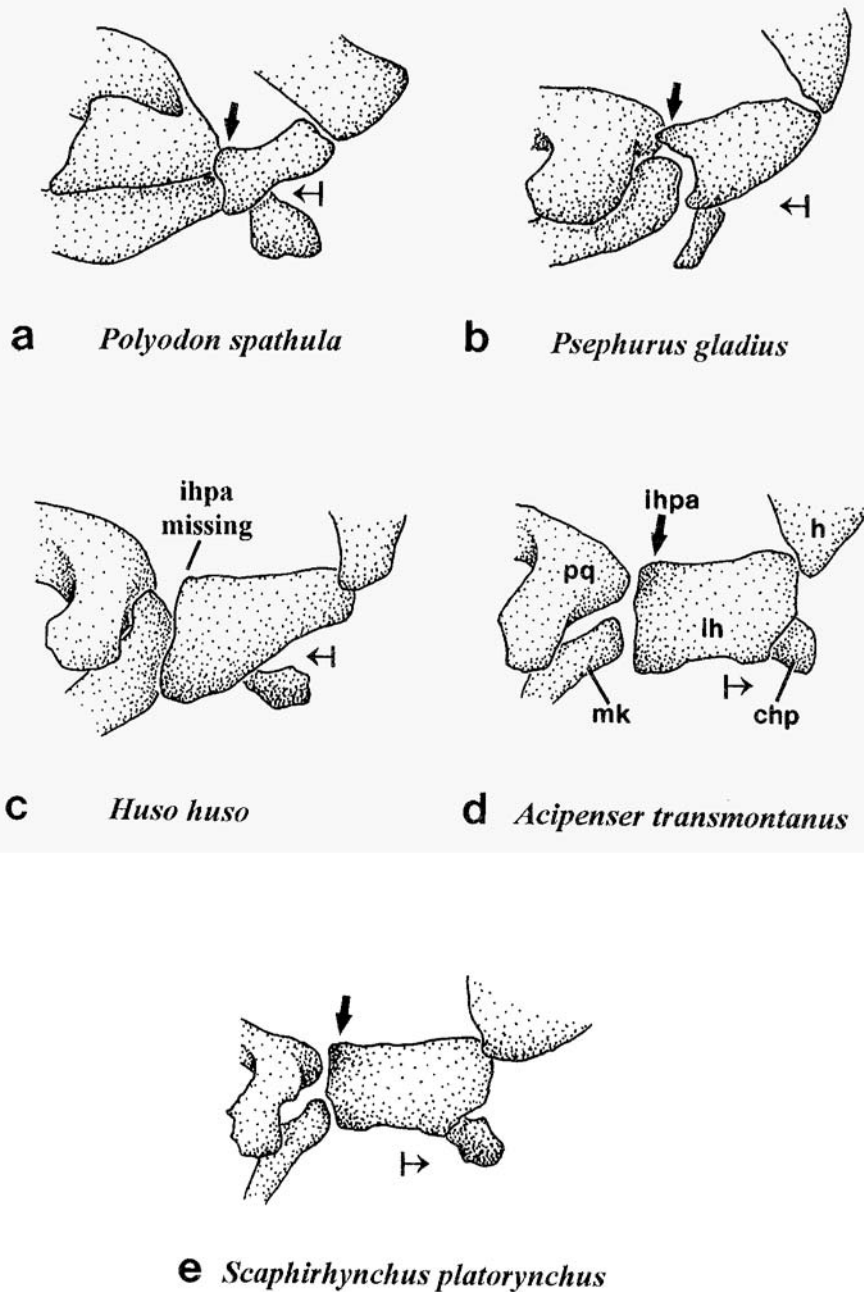 a Polyodon spathula
b Psephurus gladius
ihpa
missing
c Huso huso
ihpa
h
pq
ih
mk
chp
d Acipenser transmontanus
e Scaphirhynchus platorynchus